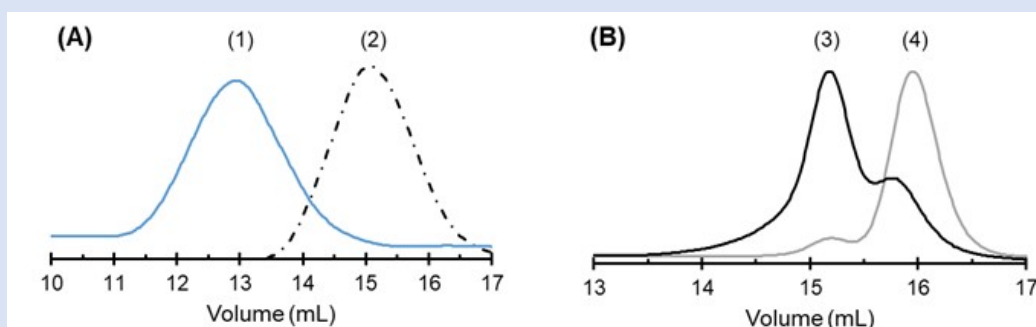 (A) (1) (2)
10 11 12 13 14 15 16 17
Volume (mL)
(B) (3) (4)
13 14 15 16 17
Volume (mL)